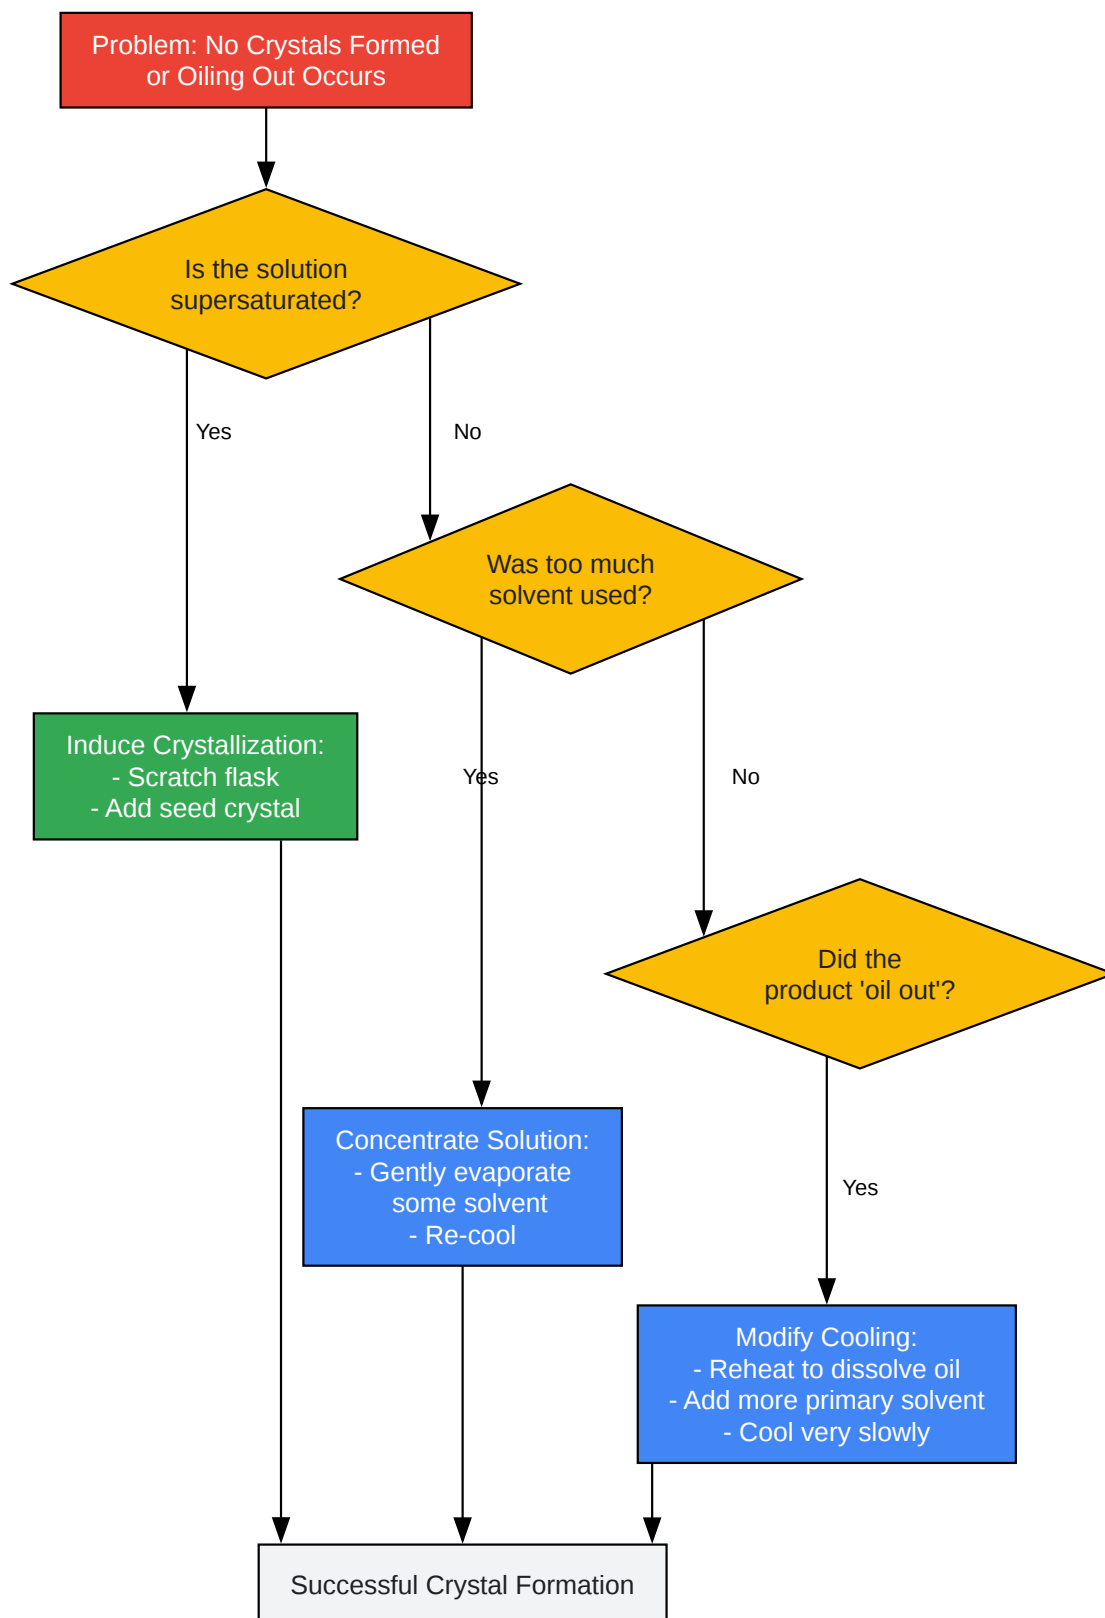 Problem: No Crystals Formed
or Oiling Out Occurs
Is the solution
supersaturated?
Yes
No
Was too much
solvent used?
Induce Crystallization:
- Scratch flask
- Add seed crystal
Yes
No
Did the
product 'oil out'?
Concentrate Solution:
- Gently evaporate
some solvent
- Re-cool
Yes
Modify Cooling:
- Reheat to dissolve oil
- Add more primary solvent
- Cool very slowly
Successful Crystal Formation